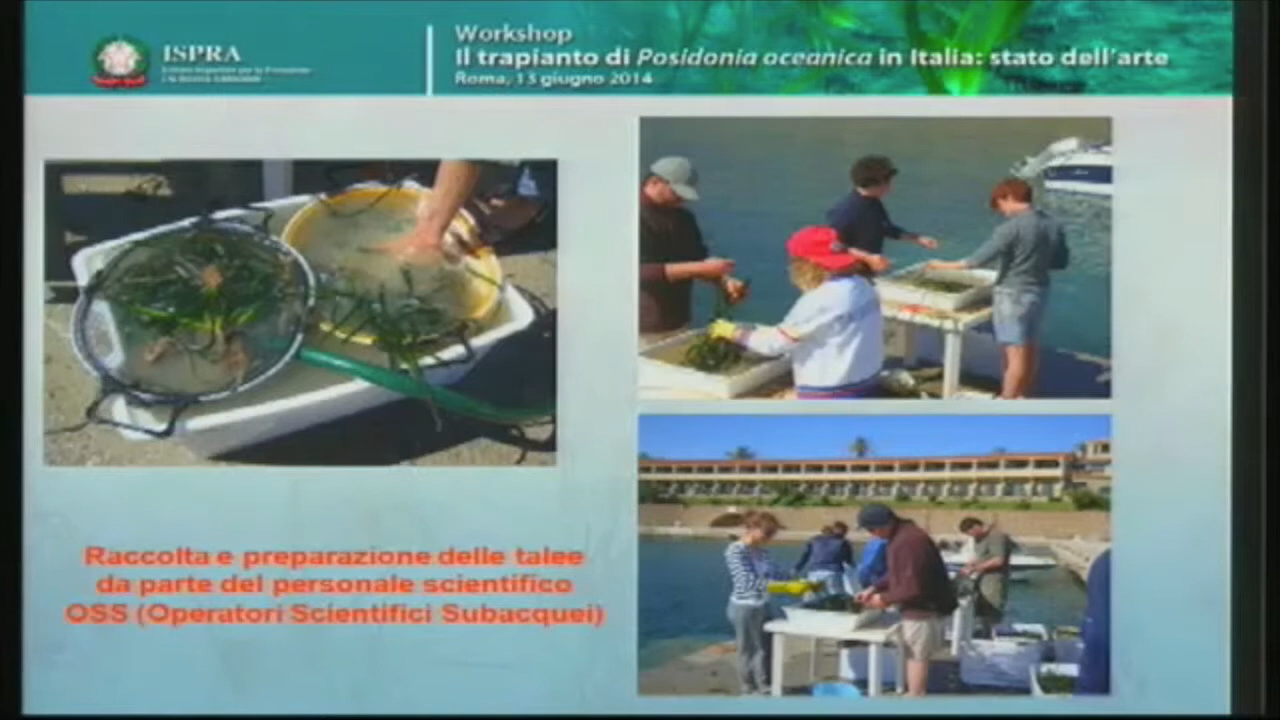 ISPRA
Workshop
Il trapianto di Posidonia oceanica in Italia: stato dell'arte
Roma, 13 giugno 2014
Raccolta e preparazione delle talee
da parte del personale scientifico
OSS (Operatori Scientifici Subacquei)